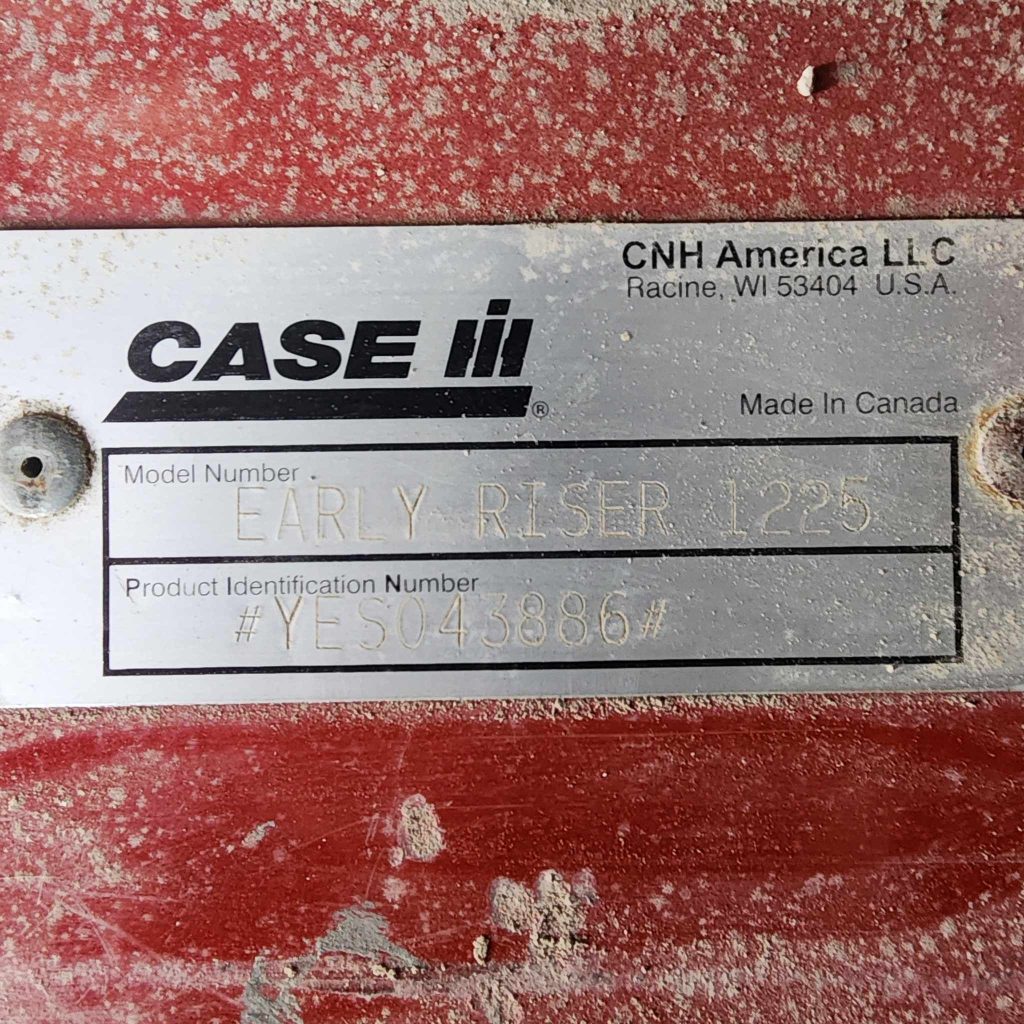 CNH America LLC
Racine, WI 53404 U.S.A.
CASE IH
®
Made In Canada
Model Number
EARLY RISER 1225
Product Identification Number
#YES043886#